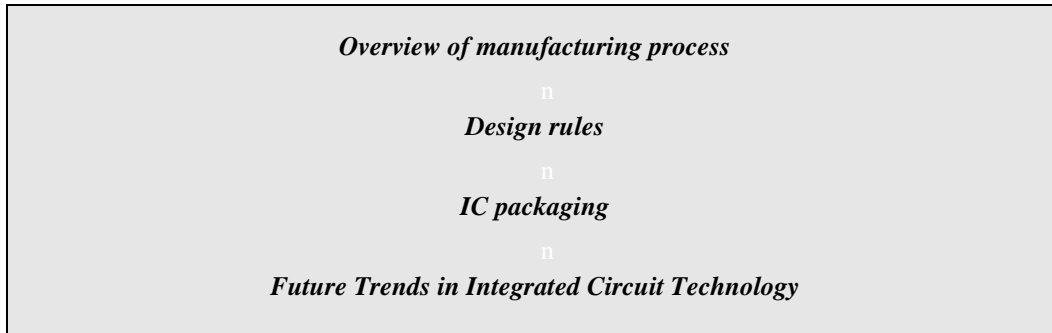 Overview of manufacturing process
n
Design rules
n
IC packaging
n
Future Trends in Integrated Circuit Technology